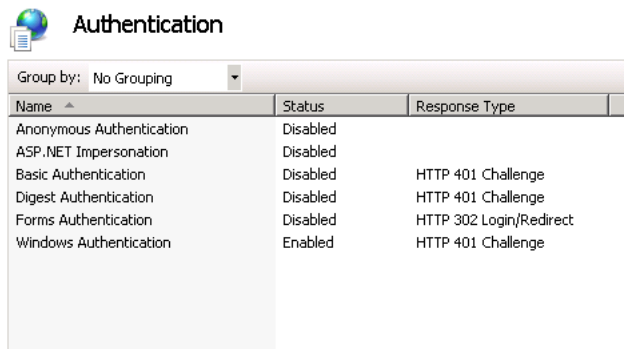 Authentication
Group by: No Grouping
Name Status Response Type
Anonymous Authentication Disabled
ASP.NET Impersonation Disabled
Basic Authentication Disabled HTTP 401 Challenge
Digest Authentication Disabled HTTP 401 Challenge
Forms Authentication Disabled HTTP 302 Login/Redirect
Windows Authentication Enabled HTTP 401 Challenge